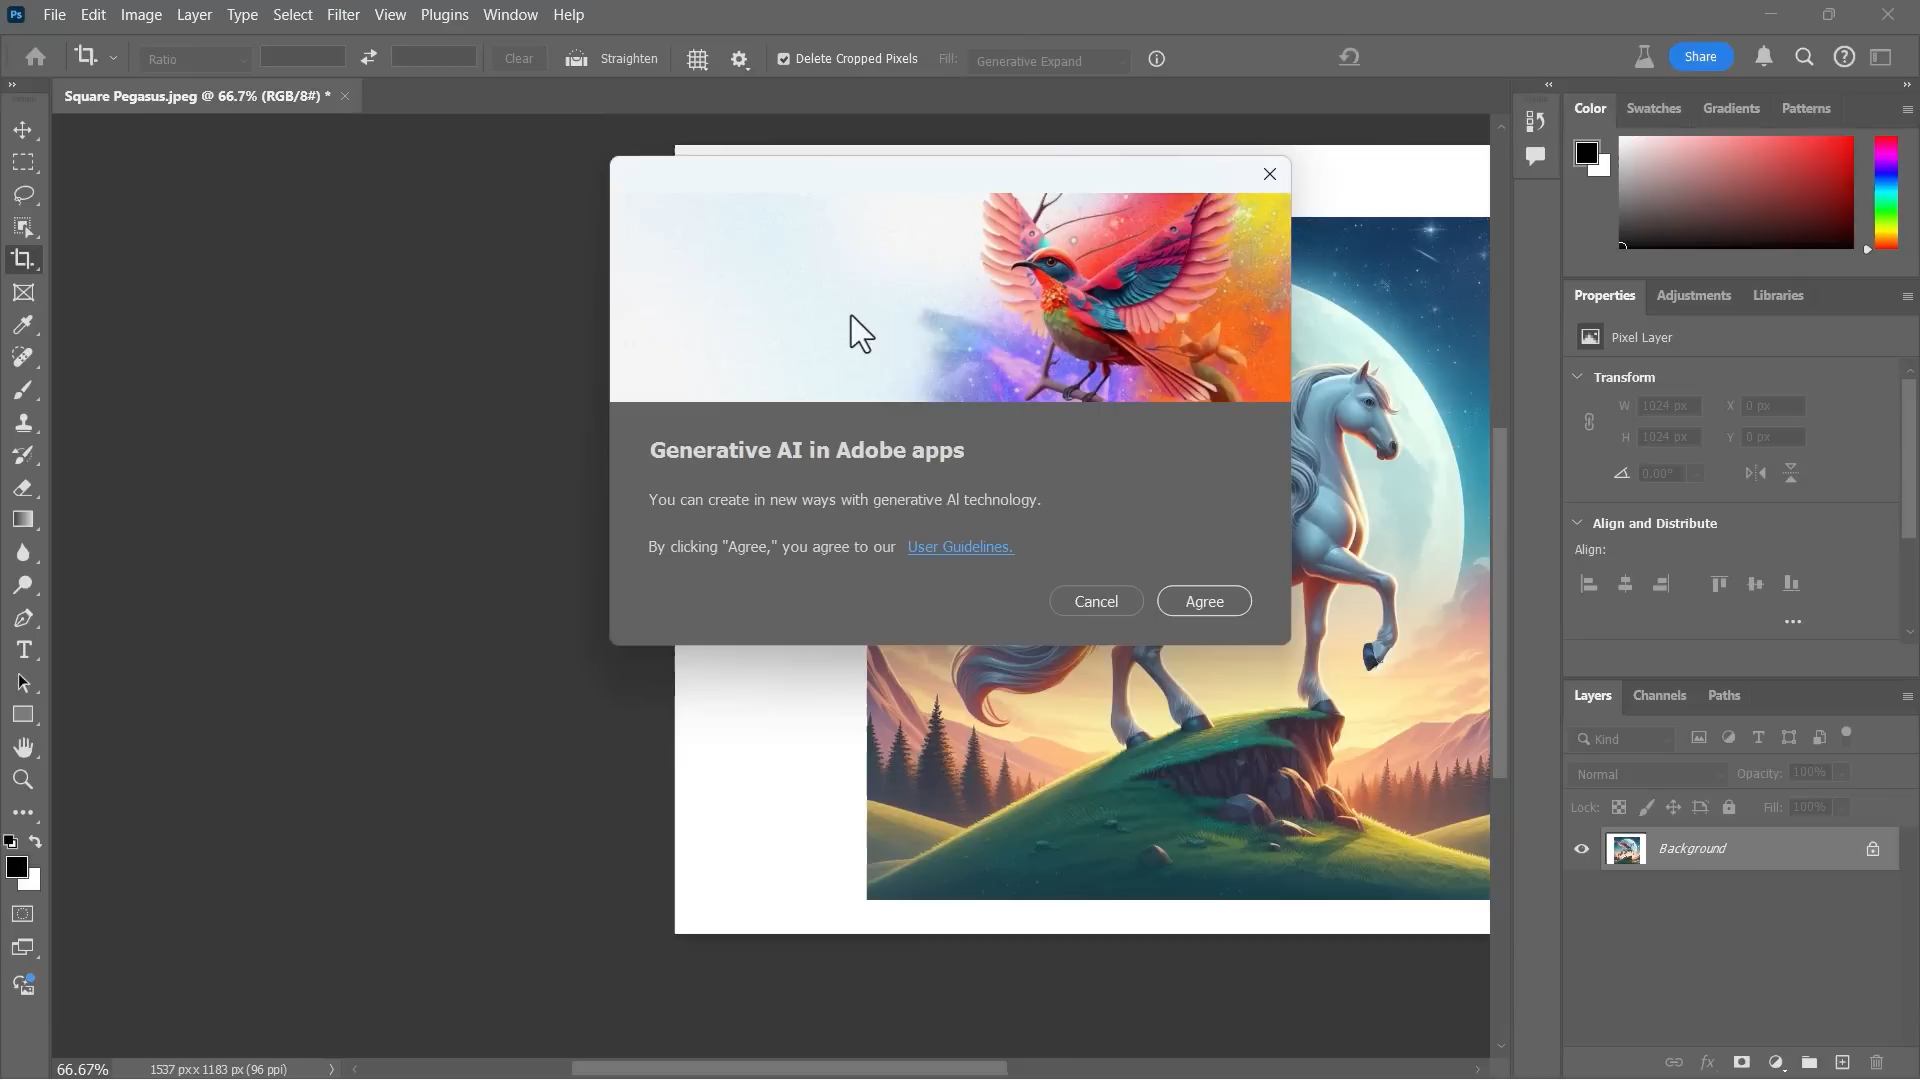 Ps File Edit Image Layer Type Select Filter View Plugins Window Help
Ratio Clear Straighten Delete Cropped Pixels Fill: Generative Expand Share
Square Pegasus.jpeg @ 66.7% (RGB/8#) *
Color Swatches Gradients Patterns
Properties Adjustments Libraries
Pixel Layer
Transform
W 1024 px X 0 px
H 1024 px Y 0 px
0.00°
Align and Distribute
Align:
Generative AI in Adobe apps
You can create in new ways with generative AI technology.
By clicking "Agree," you agree to our User Guidelines.
Cancel Agree
Layers Channels Paths
Kind
Normal Opacity: 100%
Lock: Fill: 100%
Background
66.67% 1537 px x 1183 px (96 ppi)